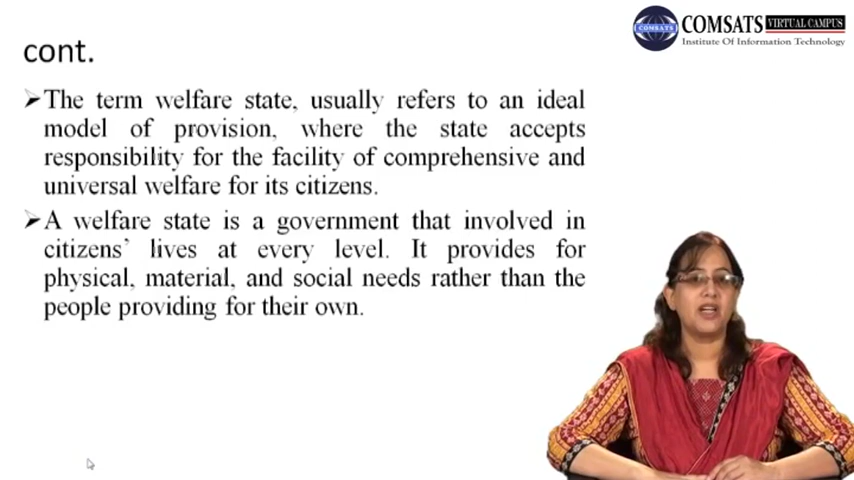 cont.
COMSATS VIRTUAL CAMPUS
COMSATS
Institute Of Information Technology
➢The term welfare state, usually refers to an ideal
model of provision, where the state accepts
responsibility for the facility of comprehensive and
universal welfare for its citizens.
➢A welfare state is a government that involved in
citizens’ lives at every level. It provides for
physical, material, and social needs rather than the
people providing for their own.